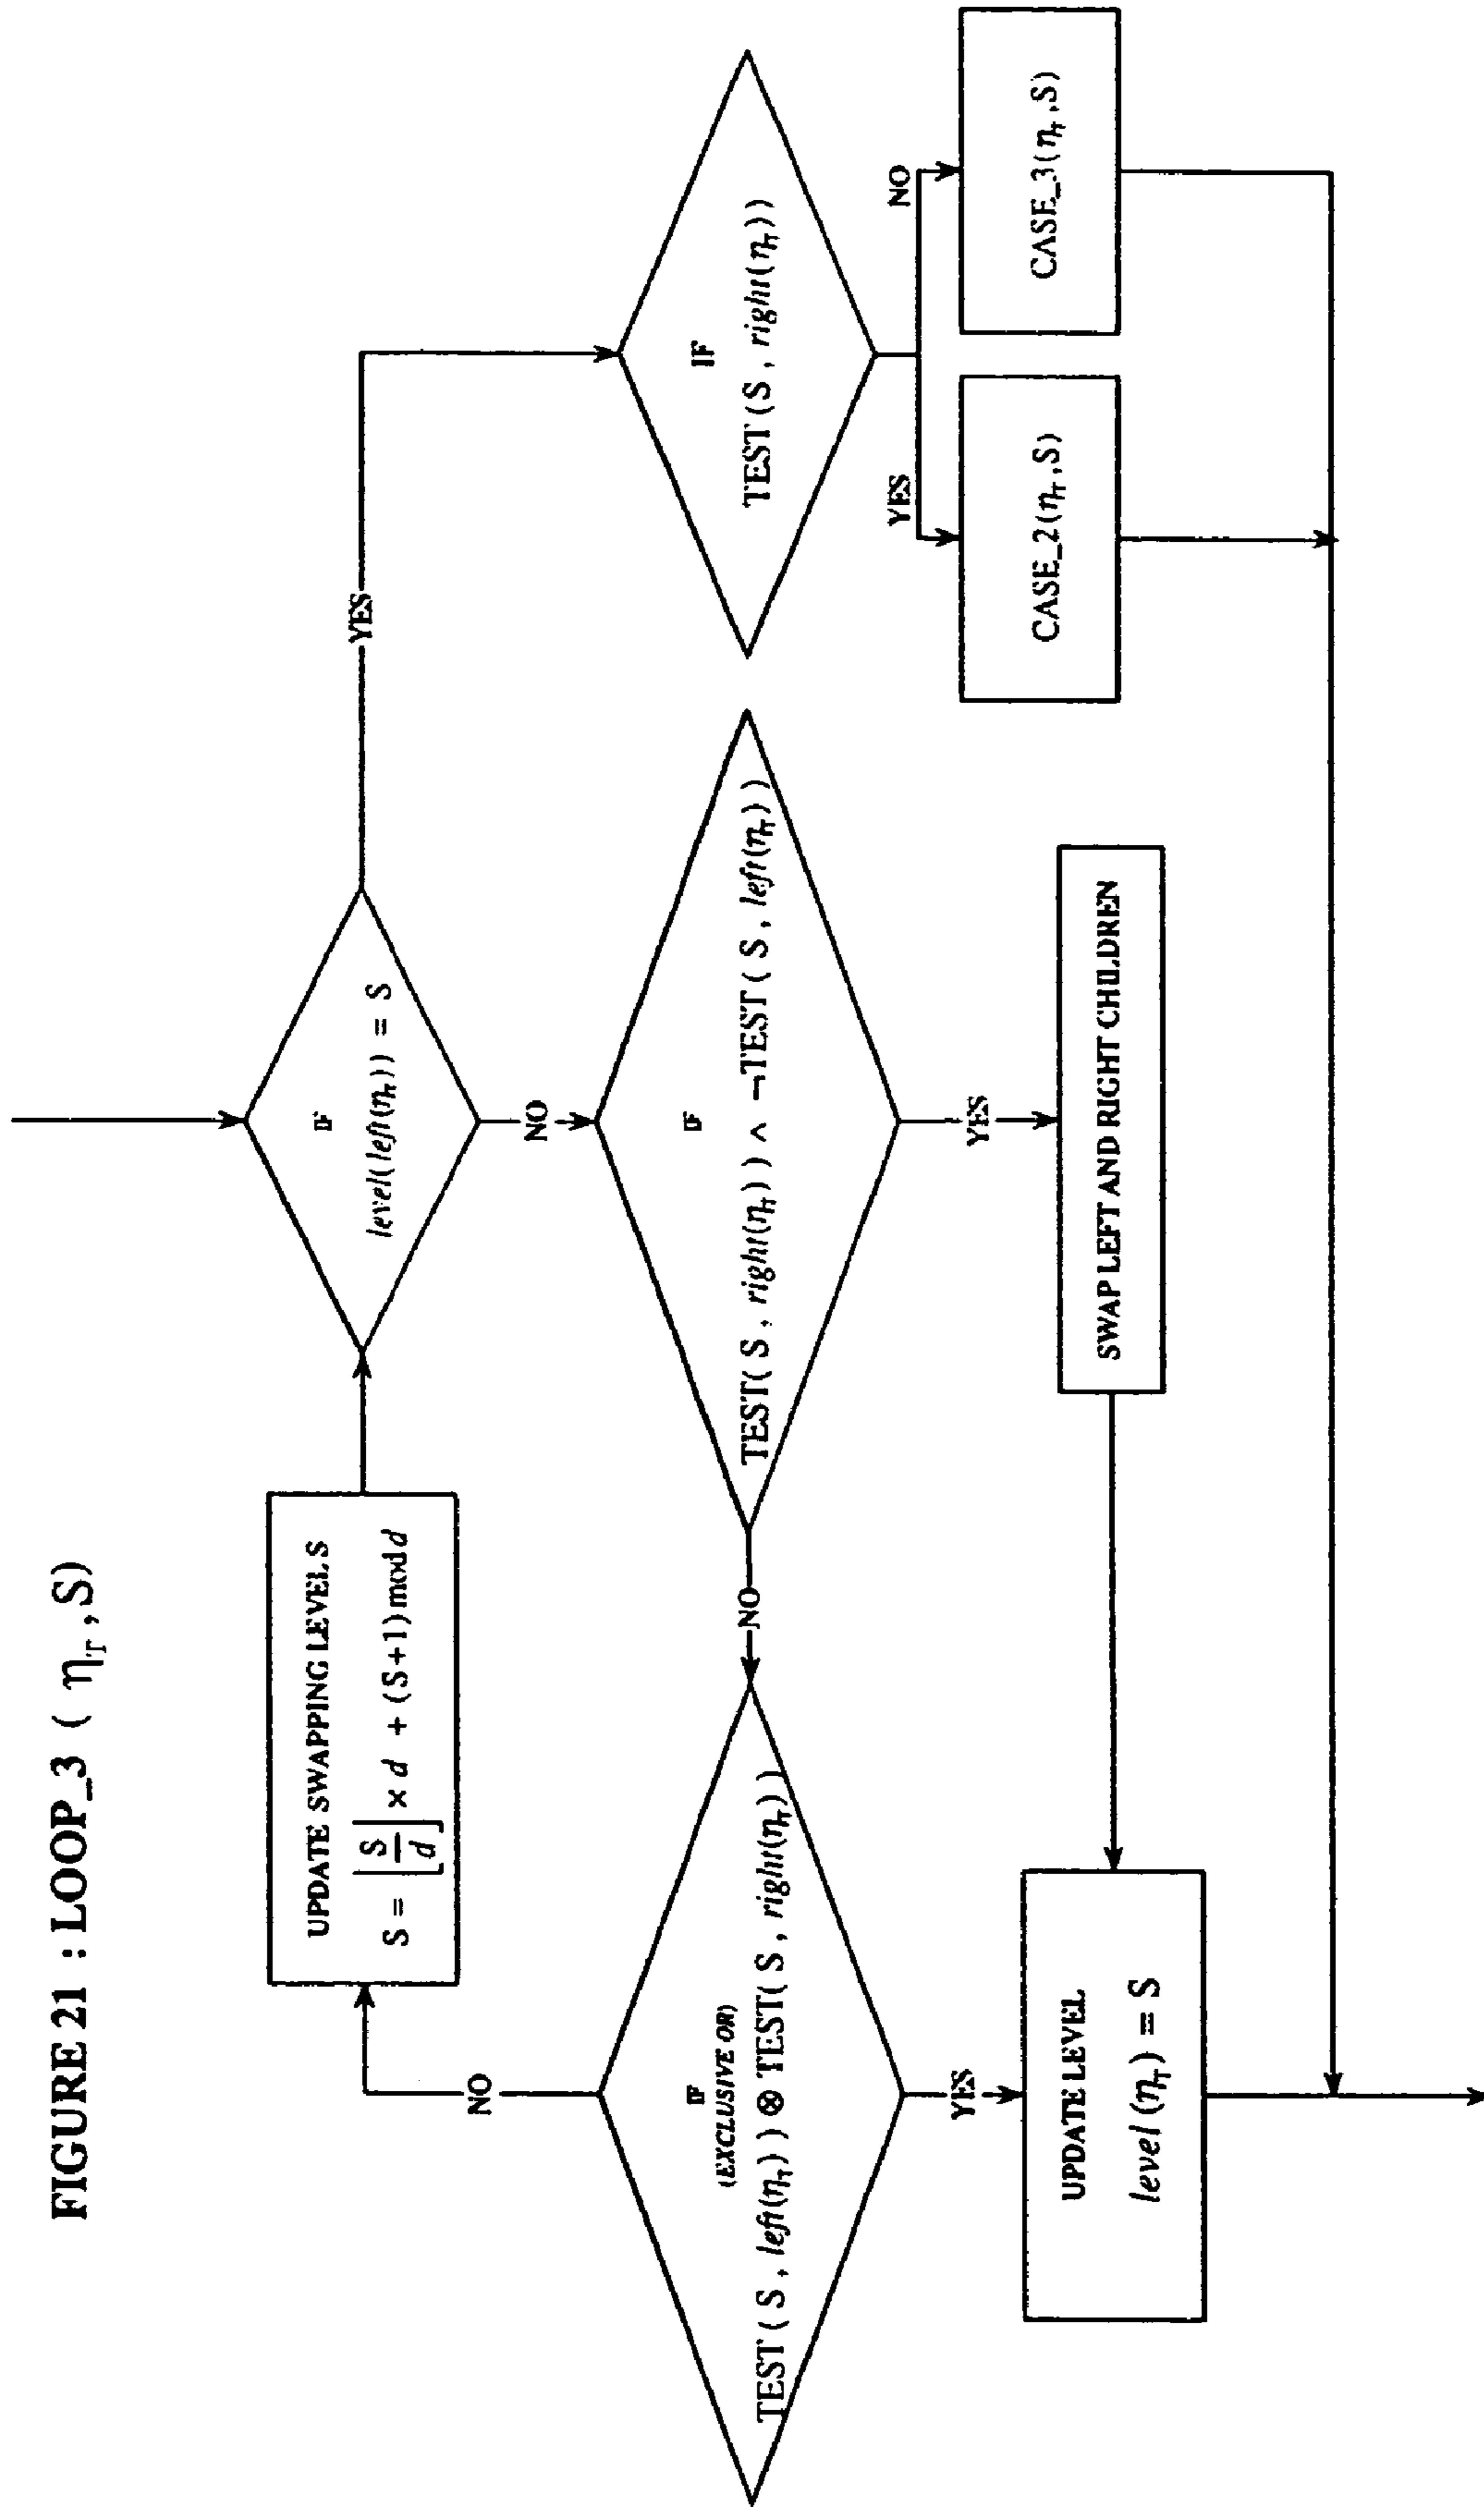 FIGURE 21 : LOOP_3 ( η_T , S)
UPDATE SWAPPING LEVEL S
S = ⌊S/d⌋ × d + (S+1) mod d
IF
level(left(η_T)) = S
YES
NO
NO
IF
(EXCLUSIVE OR)
TEST ( S , left(η_T) ) ⊗ TEST( S , right(η_T) )
NO
IF
TEST( S , right(η_T) ) ∧ ¬TEST ( S , left(η_T) )
IF
TEST ( S , right(η_T) )
YES
YES
YES
NO
UPDATE LEVEL
level (η_T) = S
SWAP LEFT AND RIGHT CHILDREN
CASE_2(η_T , S)
CASE_3(η_T , S)